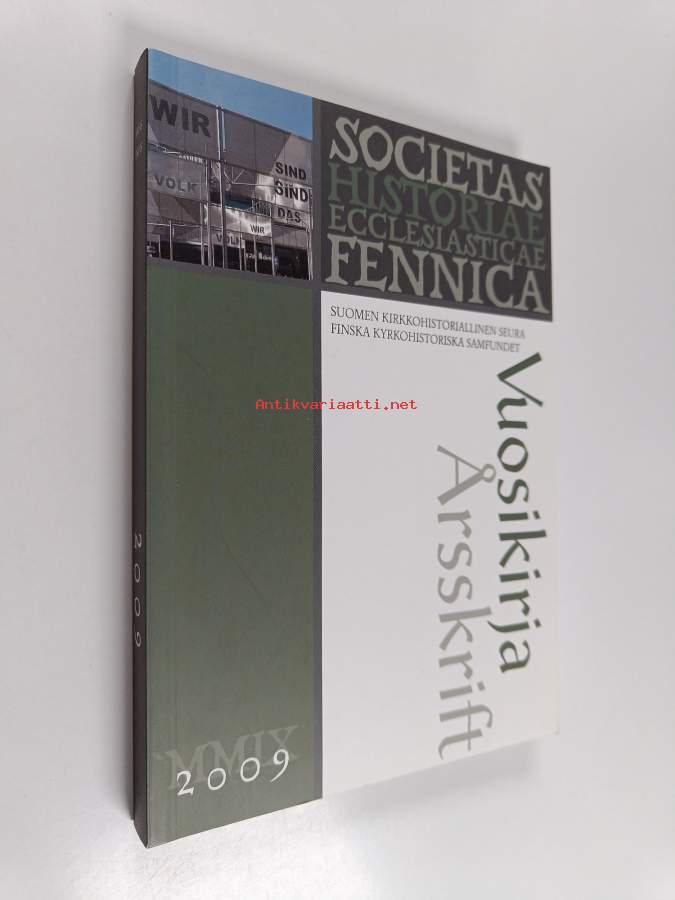 WIR
SIND
VOLK
SIND
DAS
WIR
VOLK
SOCIETAS
HISTORIAE
ECCLESIASTICAE
FENNICA
SUOMEN KIRKKOHISTORIALLINEN SEURA
FINSKA KYRKOHISTORISKA SAMFUNDET
Vuosikirja
Årsskrift
Antikvariaatti.net
MMIX
2009
2009